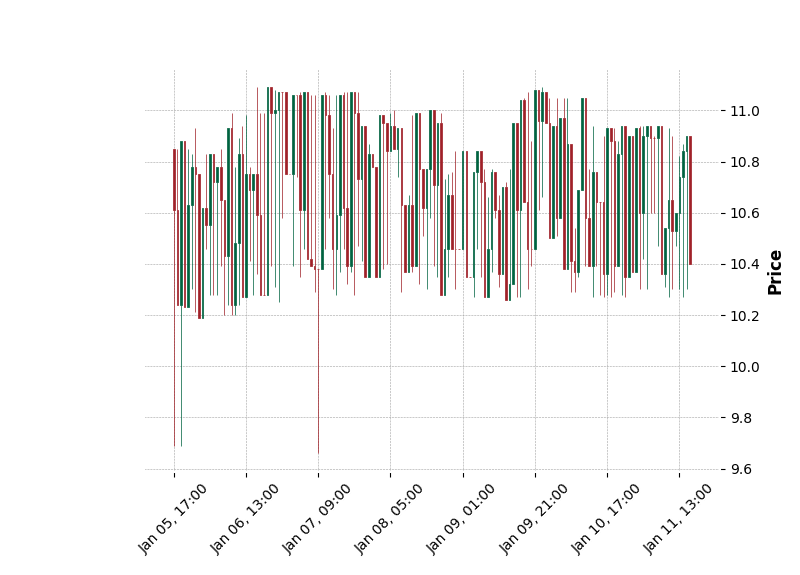 11.0
10.8
10.6
10.4
10.2
10.0
9.8
9.6
Price
Jan 05, 17:00
Jan 06, 13:00
Jan 07, 09:00
Jan 08, 05:00
Jan 09, 01:00
Jan 09, 21:00
Jan 10, 17:00
Jan 11, 13:00